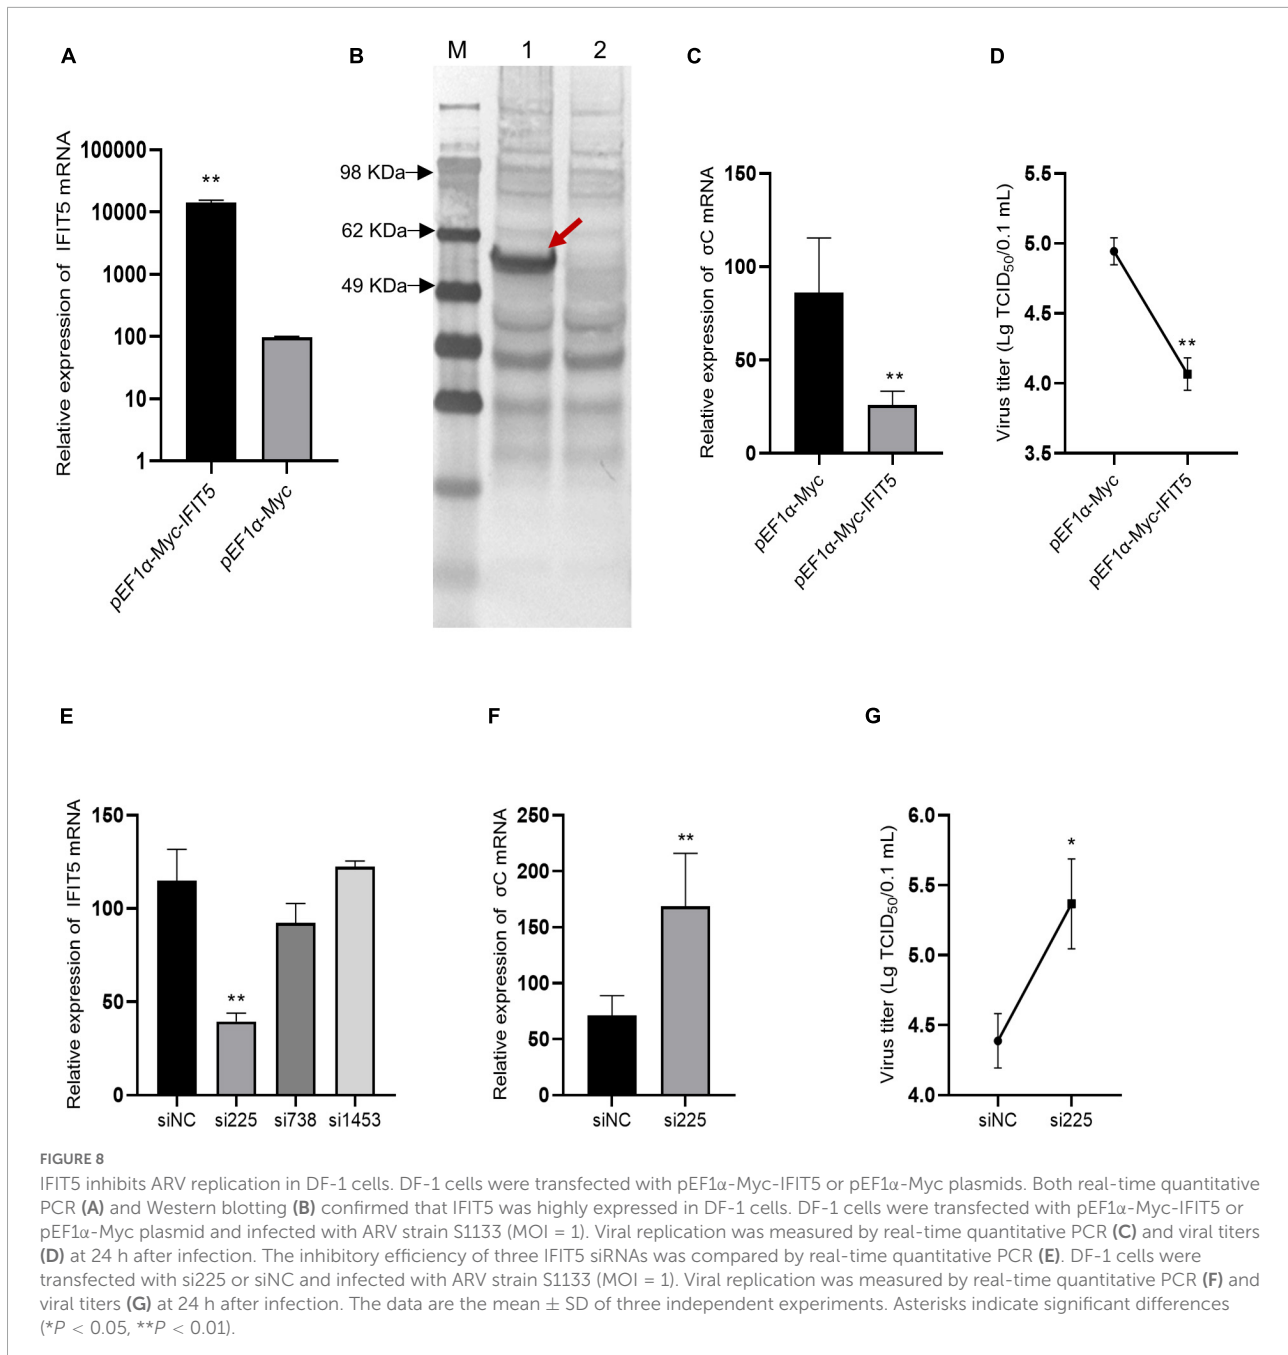 A
Relative expression of IFIT5 mRNA
100000
10000
1000
100
10
1
**
pEF1α-Myc-IFIT5
pEF1α-Myc
B
M 1 2
98 KDa
62 KDa
49 KDa
C
Relative expression of σC mRNA
150
100
50
0
**
pEF1α-Myc
pEF1α-Myc-IFIT5
D
Virus titer (Lg TCID50/0.1 mL)
5.5
5.0
4.5
4.0
3.5
**
pEF1α-Myc
pEF1α-Myc-IFIT5
E
Relative expression of IFIT5 mRNA
150
100
50
0
**
siNC si225 si738 si1453
F
Relative expression of σC mRNA
250
200
150
100
50
0
**
siNC si225
G
Virus titer (Lg TCID50/0.1 mL)
6.0
5.5
5.0
4.5
4.0
*
siNC si225
FIGURE 8
IFIT5 inhibits ARV replication in DF-1 cells. DF-1 cells were transfected with pEF1α-Myc-IFIT5 or pEF1α-Myc plasmids. Both real-time quantitative
PCR (A) and Western blotting (B) confirmed that IFIT5 was highly expressed in DF-1 cells. DF-1 cells were transfected with pEF1α-Myc-IFIT5 or
pEF1α-Myc plasmid and infected with ARV strain S1133 (MOI = 1). Viral replication was measured by real-time quantitative PCR (C) and viral titers
(D) at 24 h after infection. The inhibitory efficiency of three IFIT5 siRNAs was compared by real-time quantitative PCR (E). DF-1 cells were
transfected with si225 or siNC and infected with ARV strain S1133 (MOI = 1). Viral replication was measured by real-time quantitative PCR (F) and
viral titers (G) at 24 h after infection. The data are the mean ± SD of three independent experiments. Asterisks indicate significant differences
(*P < 0.05, **P < 0.01).